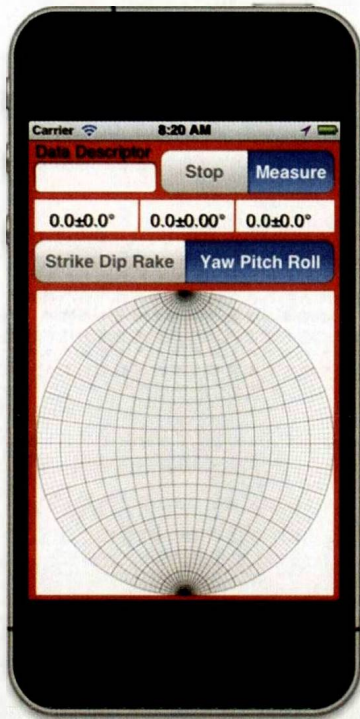 Carrier 8:20 AM
Data Descriptor
Stop Measure
0.0±0.0° 0.0±0.00° 0.0±0.0°
Strike Dip Rake Yaw Pitch Roll